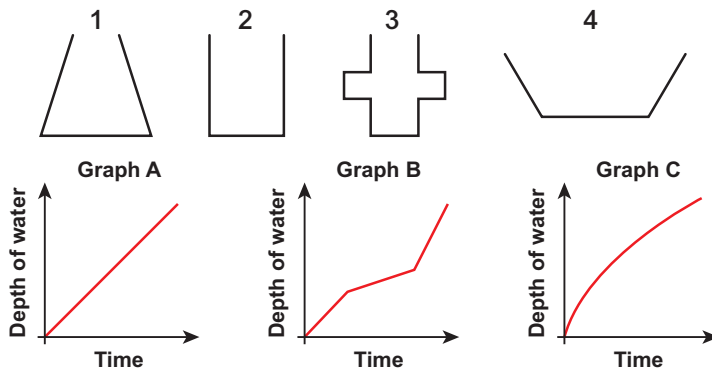 1 2 3 4
Graph A Graph B Graph C
Depth of water Depth of water Depth of water
Time Time Time